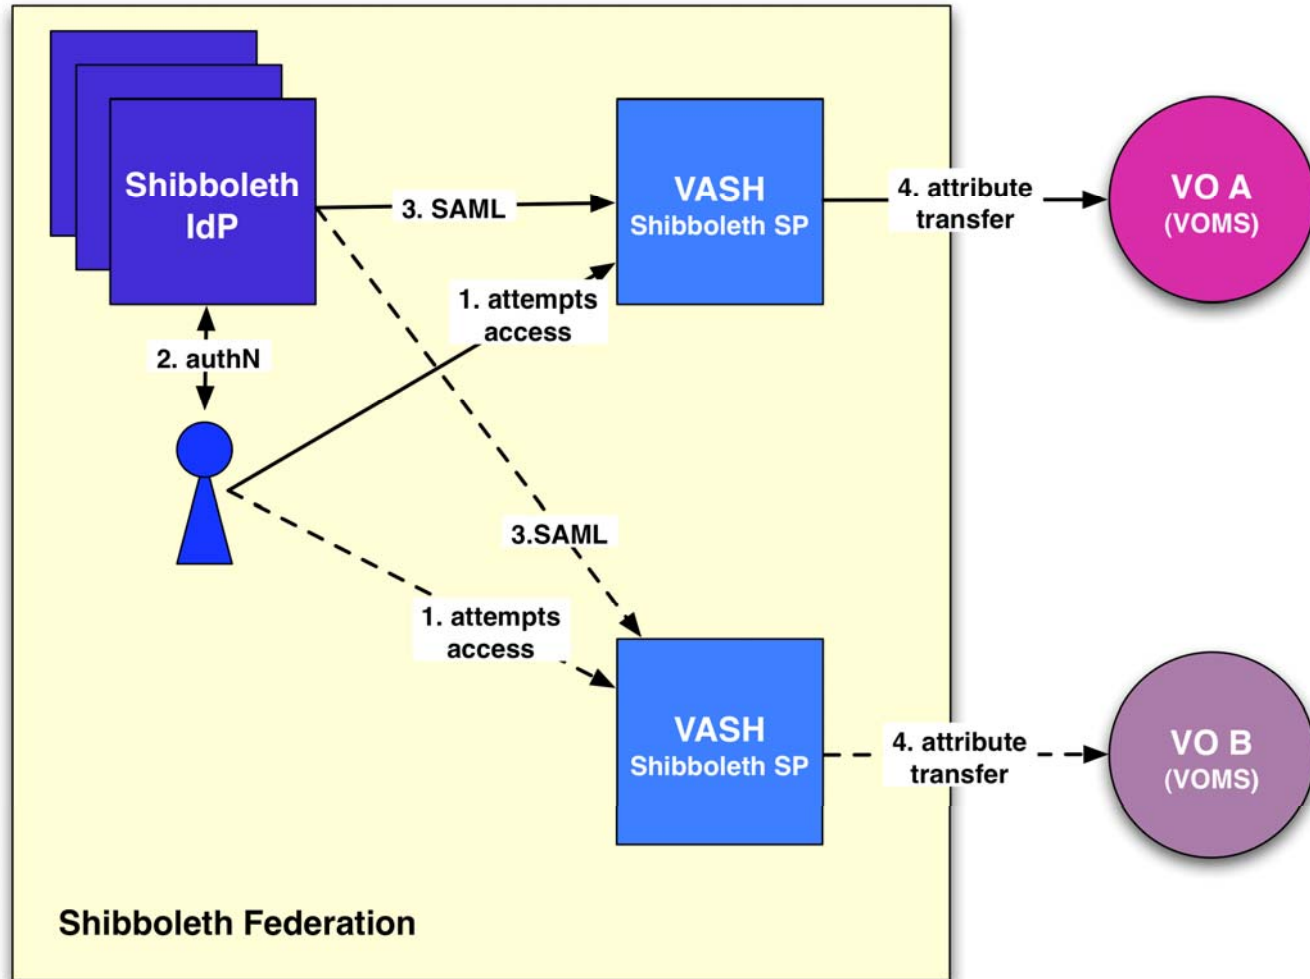 Shibboleth
IdP
3. SAML
VASH
Shibboleth SP
4. attribute
transfer
VO A
(VOMS)
1. attempts
access
2. authN
3.SAML
1. attempts
access
VASH
Shibboleth SP
4. attribute
transfer
VO B
(VOMS)
Shibboleth Federation